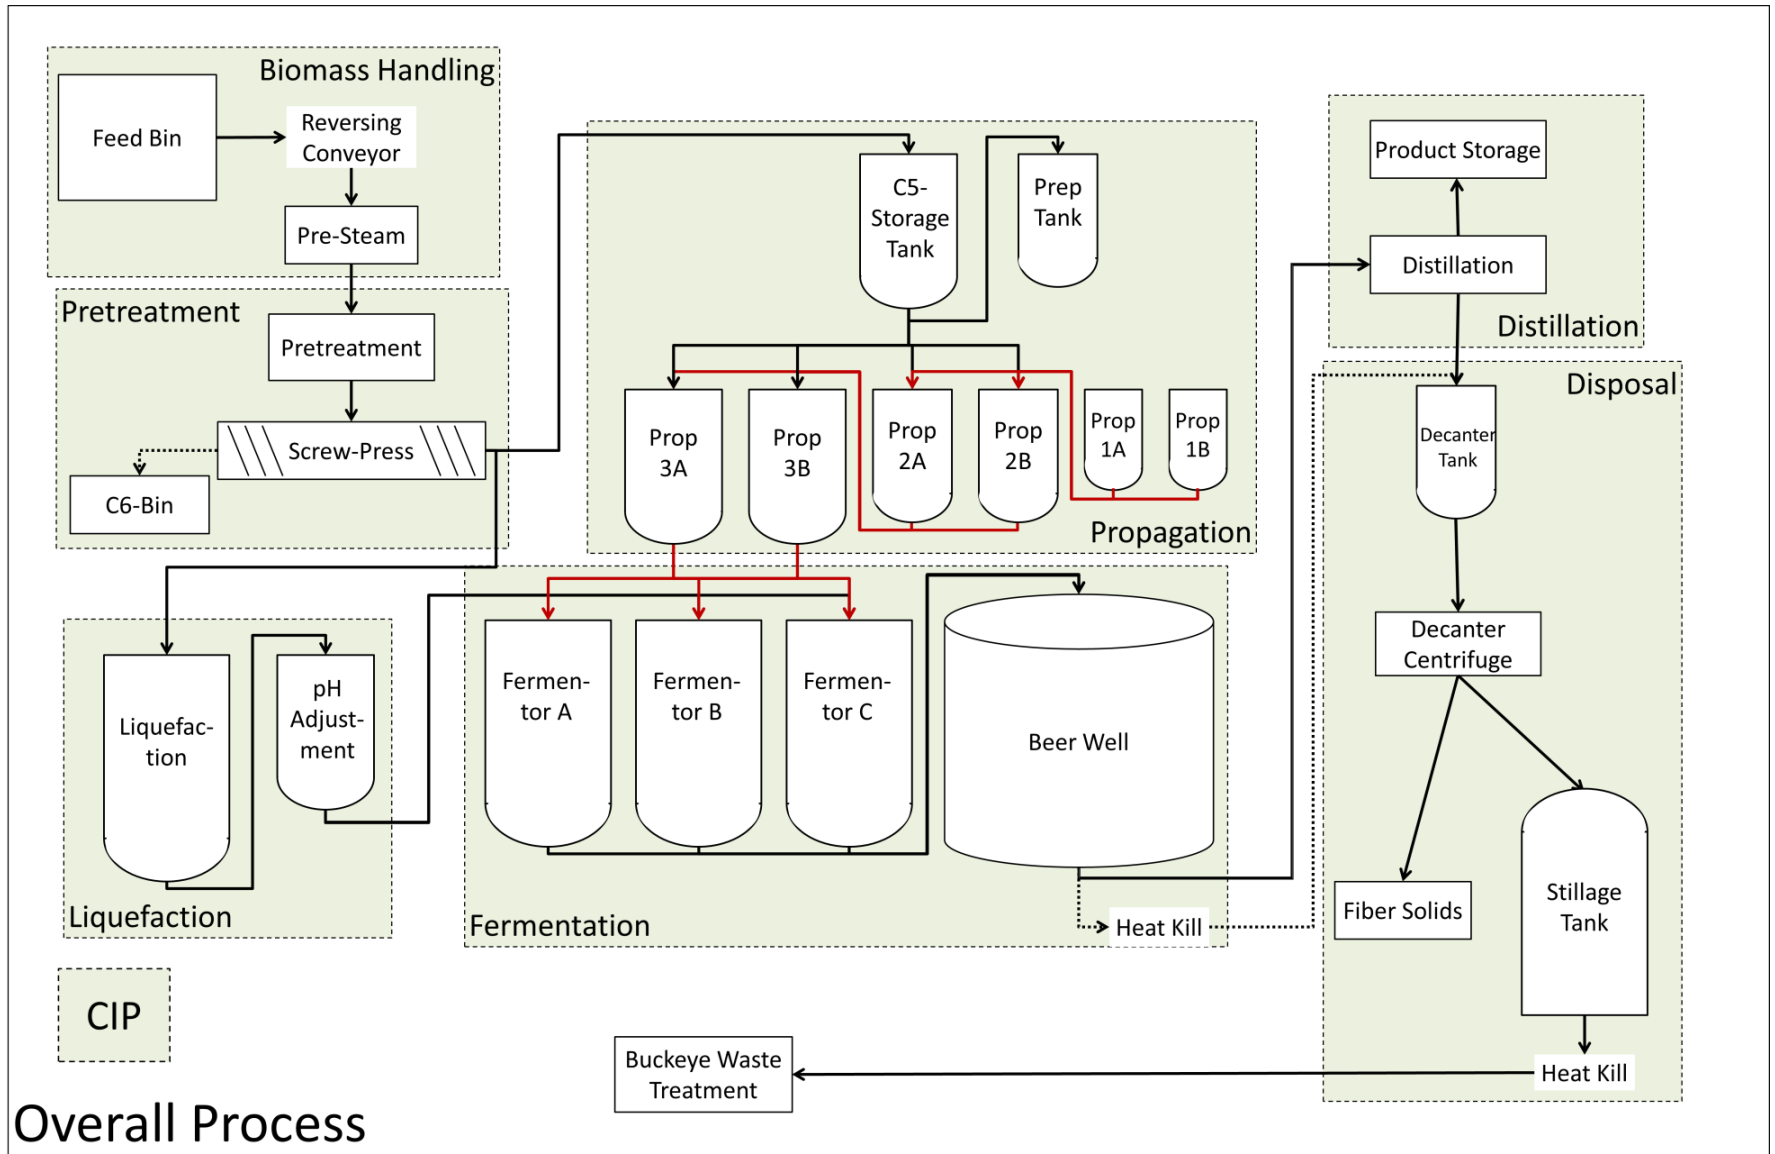 Biomass Handling
Feed Bin
Reversing
Conveyor
Pre-Steam
Pretreatment
Pretreatment
Screw-Press
C6-Bin
C5-
Storage
Tank
Prep
Tank
Prop
3A
Prop
3B
Prop
2A
Prop
2B
Prop
1A
Prop
1B
Propagation
Product Storage
Distillation
Distillation
Disposal
Decanter
Tank
Decanter
Centrifuge
Fiber Solids
Stillage
Tank
Heat Kill
Liquefac-
tion
pH
Adjust-
ment
Liquefaction
Fermen-
tor A
Fermen-
tor B
Fermen-
tor C
Beer Well
Heat Kill
Fermentation
CIP
Buckeye Waste
Treatment
Overall Process